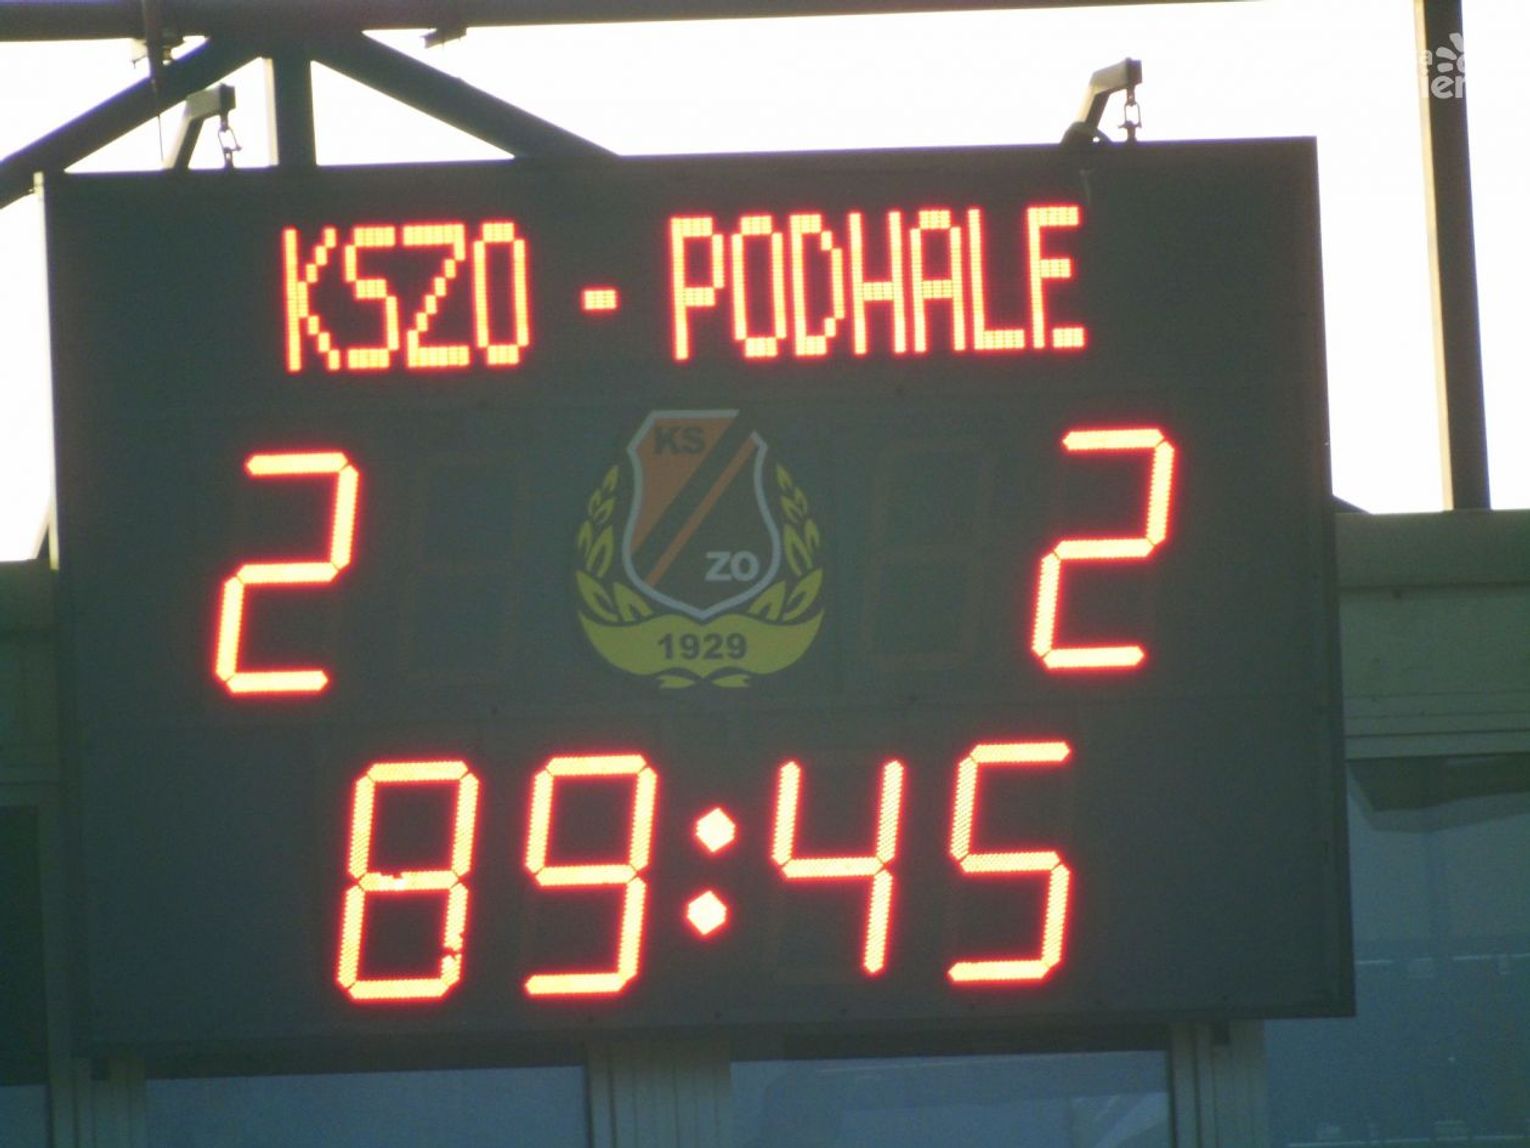 KSZO - PODHALE
2 2
KS
ZO
1929
89:45